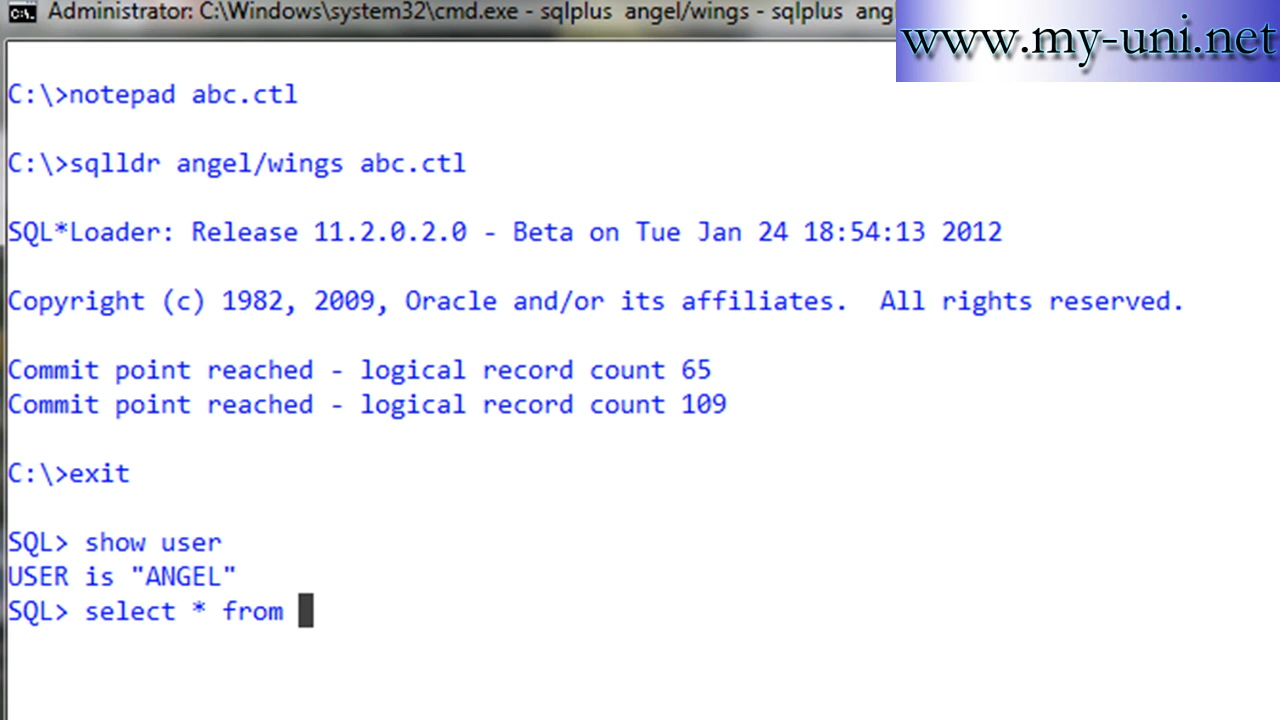 Administrator: C:\Windows\system32\cmd.exe - sqlplus angel/wings - sqlplus ang
www.my-uni.net
C:\>notepad abc.ctl
C:\>sqlldr angel/wings abc.ctl
SQL*Loader: Release 11.2.0.2.0 - Beta on Tue Jan 24 18:54:13 2012
Copyright (c) 1982, 2009, Oracle and/or its affiliates.  All rights reserved.
Commit point reached - logical record count 65
Commit point reached - logical record count 109
C:\>exit
SQL> show user
USER is "ANGEL"
SQL> select * from